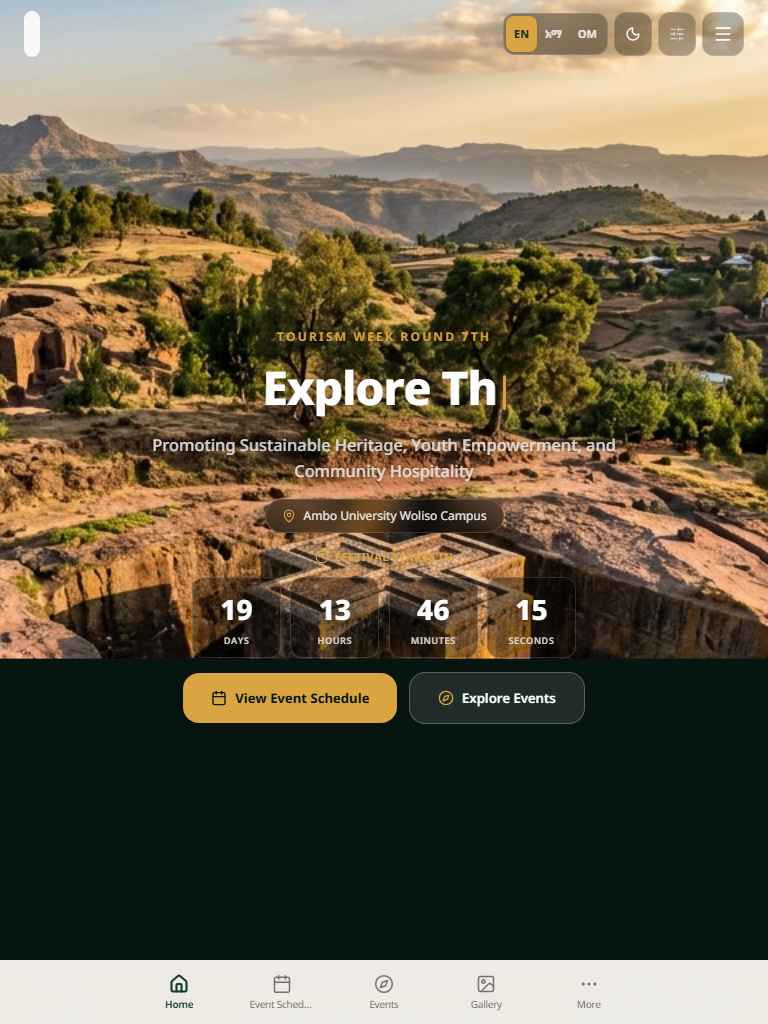 EN አማ OM
TOURISM WEEK ROUND 7TH
Explore Th
Promoting Sustainable Heritage, Youth Empowerment, and
Community Hospitality
Ambo University Woliso Campus
FESTIVAL
19 13 46 15
DAYS HOURS MINUTES SECONDS
View Event Schedule Explore Events
Home Event Sched... Events Gallery More